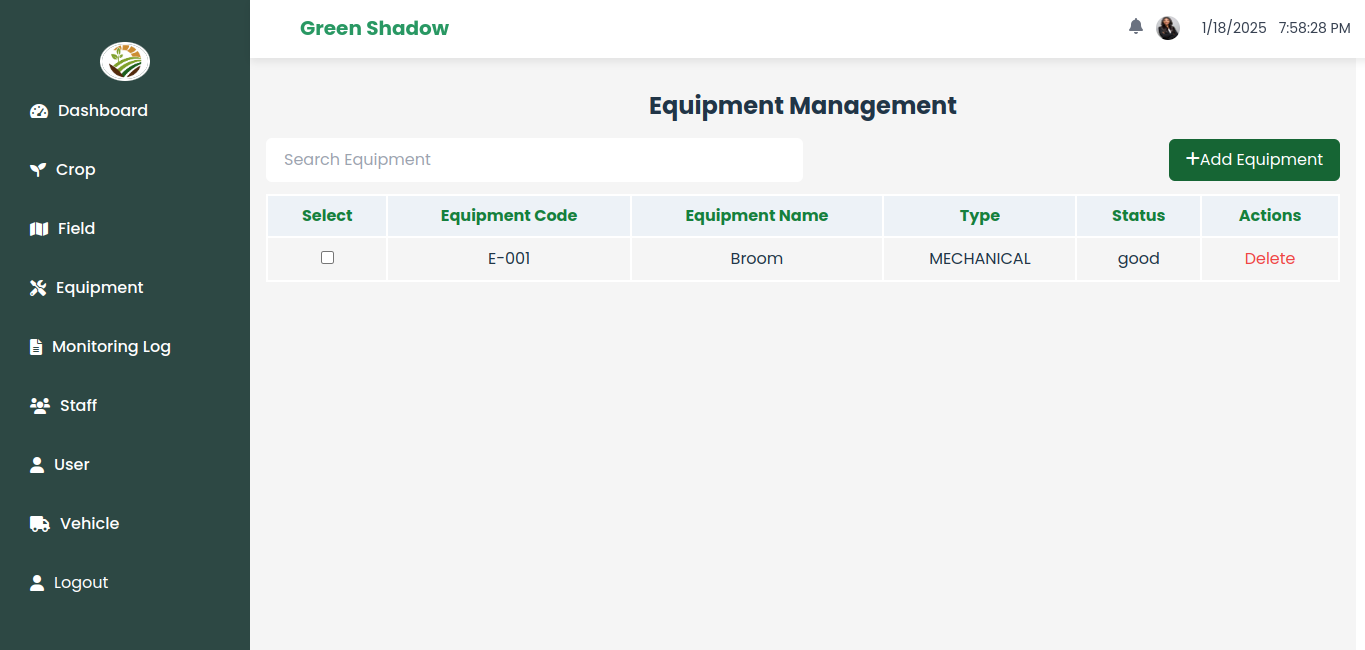 Green Shadow
1/18/2025 7:58:28 PM
Dashboard
Crop
Field
Equipment
Monitoring Log
Staff
User
Vehicle
Logout
Equipment Management
Search Equipment
+Add Equipment
Select Equipment Code Equipment Name Type Status Actions
E-001 Broom MECHANICAL good Delete